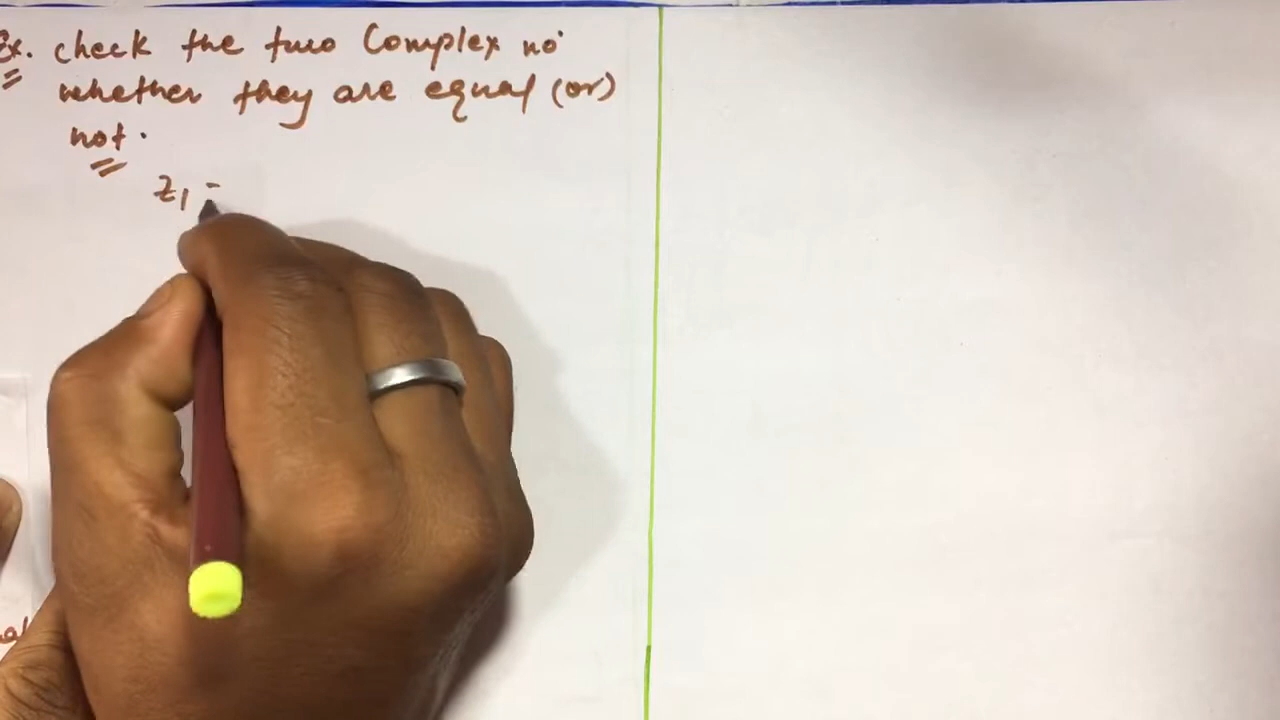 Ex. check the two Complex no
whether they are equal (or)
not.
z1 =